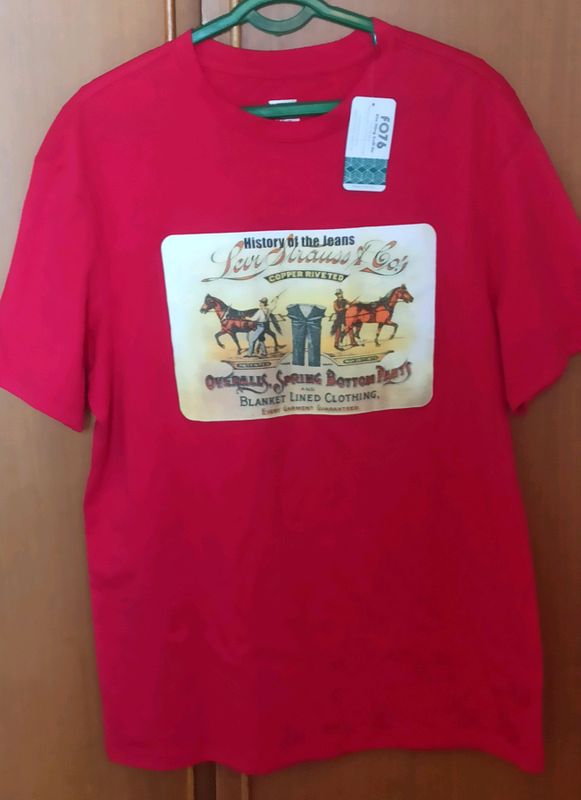 FO76
History of the Jeans
Levi Strauss & Co's
COPPER RIVETED
OVERALLS, SPRING BOTTOM PANTS
AND
BLANKET LINED CLOTHING,
EVERY GARMENT GUARANTEED.